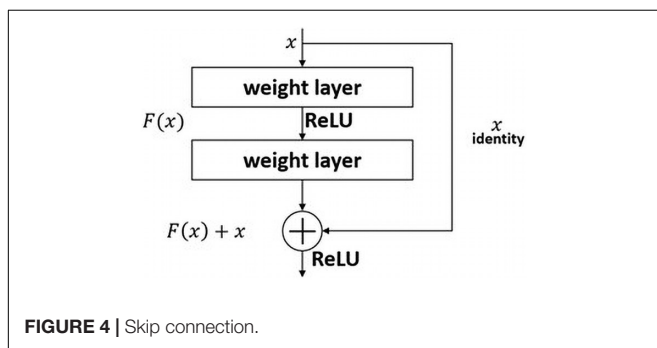 x
weight layer
F(x)
ReLU
x
identity
weight layer
F(x) + x
ReLU
FIGURE 4 | Skip connection.